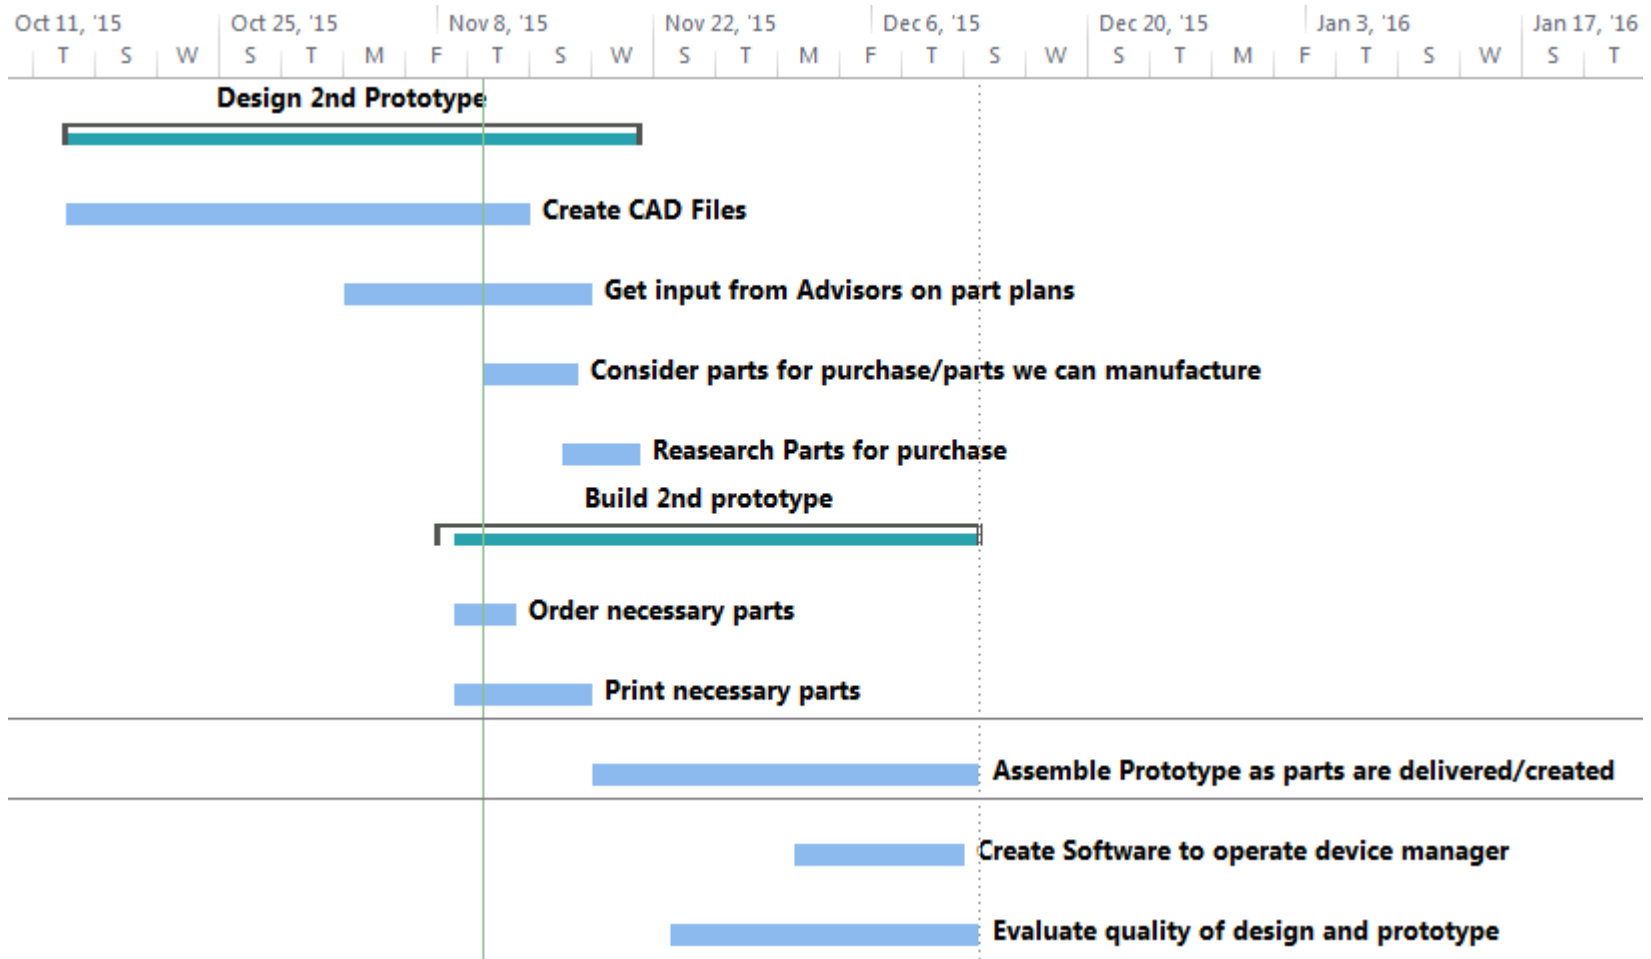 Oct 11, '15 Oct 25, '15 Nov 8, '15 Nov 22, '15 Dec 6, '15 Dec 20, '15 Jan 3, '16 Jan 17, '16
T S W S T M F T S W S T M F T S W S T M F T S W S T
Design 2nd Prototype
Create CAD Files
Get input from Advisors on part plans
Consider parts for purchase/parts we can manufacture
Reasearch Parts for purchase
Build 2nd prototype
Order necessary parts
Print necessary parts
Assemble Prototype as parts are delivered/created
Create Software to operate device manager
Evaluate quality of design and prototype